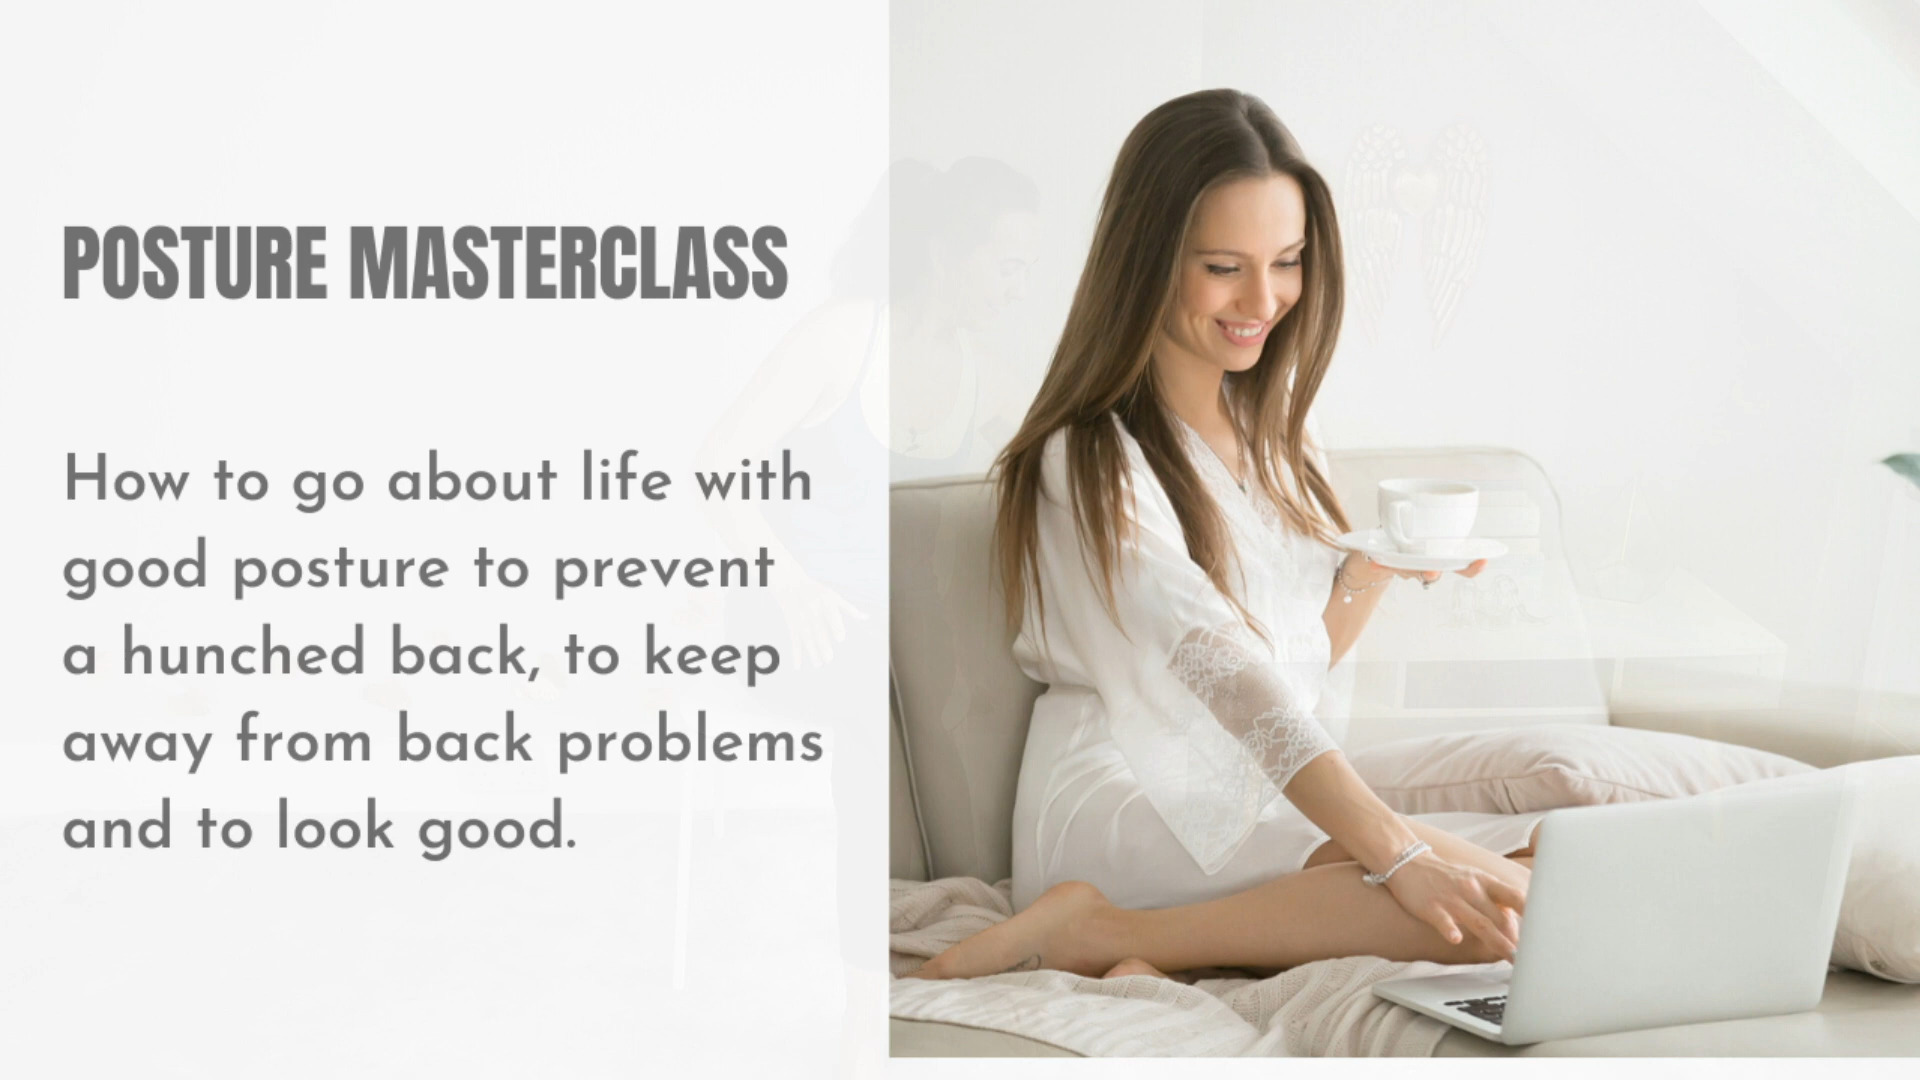 POSTURE MASTERCLASS
How to go about life with
good posture to prevent
a hunched back, to keep
away from back problems
and to look good.